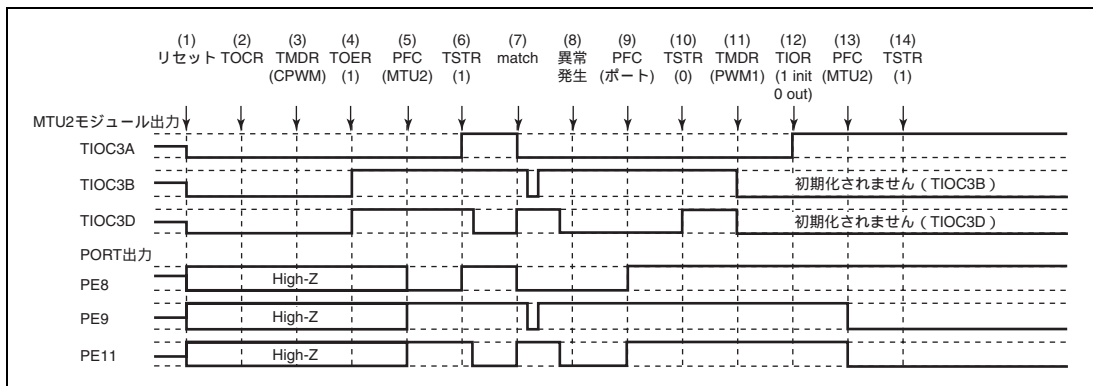 (1) (2) (3) (4) (5) (6) (7) (8) (9) (10) (11) (12) (13) (14)
リセット TOCR TMDR TOER PFC TSTR match 異常 PFC TSTR TMDR TIOR PFC TSTR
(CPWM) (1) (MTU2) (1) 発生 (ポート) (0) (PWM1) (1 init (MTU2) (1)
0 out)
MTU2モジュール出力
TIOC3A
TIOC3B 初期化されません（TIOC3B）
TIOC3D 初期化されません（TIOC3D）
PORT出力
PE8 High-Z
PE9 High-Z
PE11 High-Z